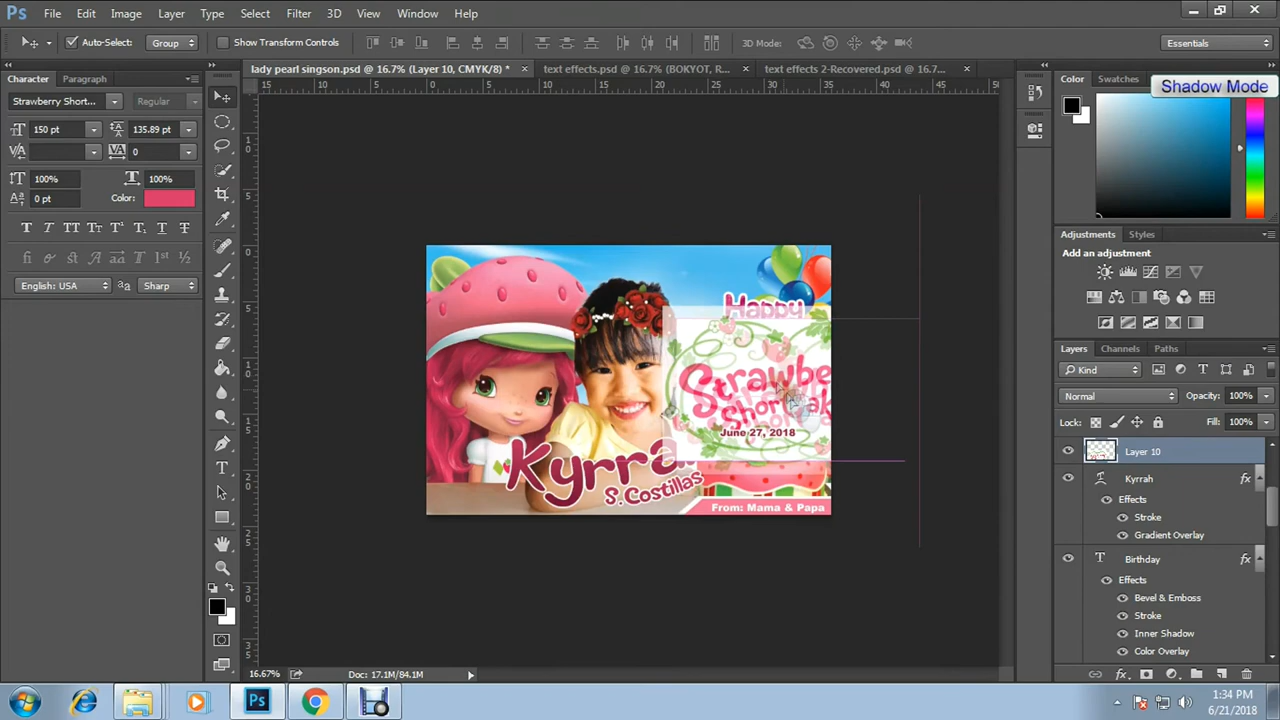 Ps File Edit Image Layer Type Select Filter 3D View Window Help
Auto-Select: Group Show Transform Controls 3D Mode: Essentials
lady pearl singson.psd @ 16.7% (Layer 10, CMYK/8) * × text effects.psd @ 16.7% (BOKYOT, R... × text effects 2-Recovered.psd @ 16.7... ×
Character Paragraph
Color Swatches
Shadow Mode
Strawberry Short... Regular
150 pt 135.89 pt
0
100% 100%
0 pt Color:
English: USA Sharp
Adjustments Styles
Add an adjustment
Layers Channels Paths
Kind
Normal Opacity: 100%
Lock: Fill: 100%
Layer 10
Kyrrah fx
Effects
Stroke
Gradient Overlay
Birthday fx
Effects
Bevel & Emboss
Stroke
Inner Shadow
Color Overlay
Happy
Strawbe
June 27, 2018
Kyrra
S.Costillas
From: Mama & Papa
16.67% Doc: 17.1M/84.1M
1:34 PM
6/21/2018